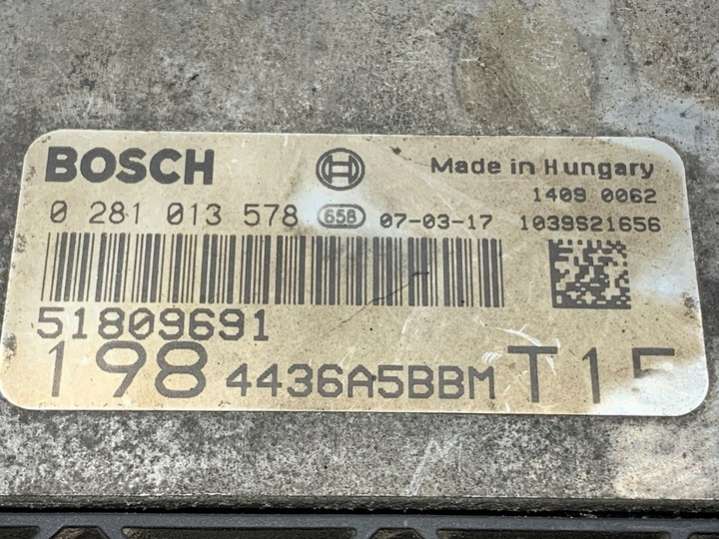 BOSCH
Made in Hungary
1409 0062
0 281 013 578 658 07-03-17 1039S21656
51809691
198 4436A5BBM T15